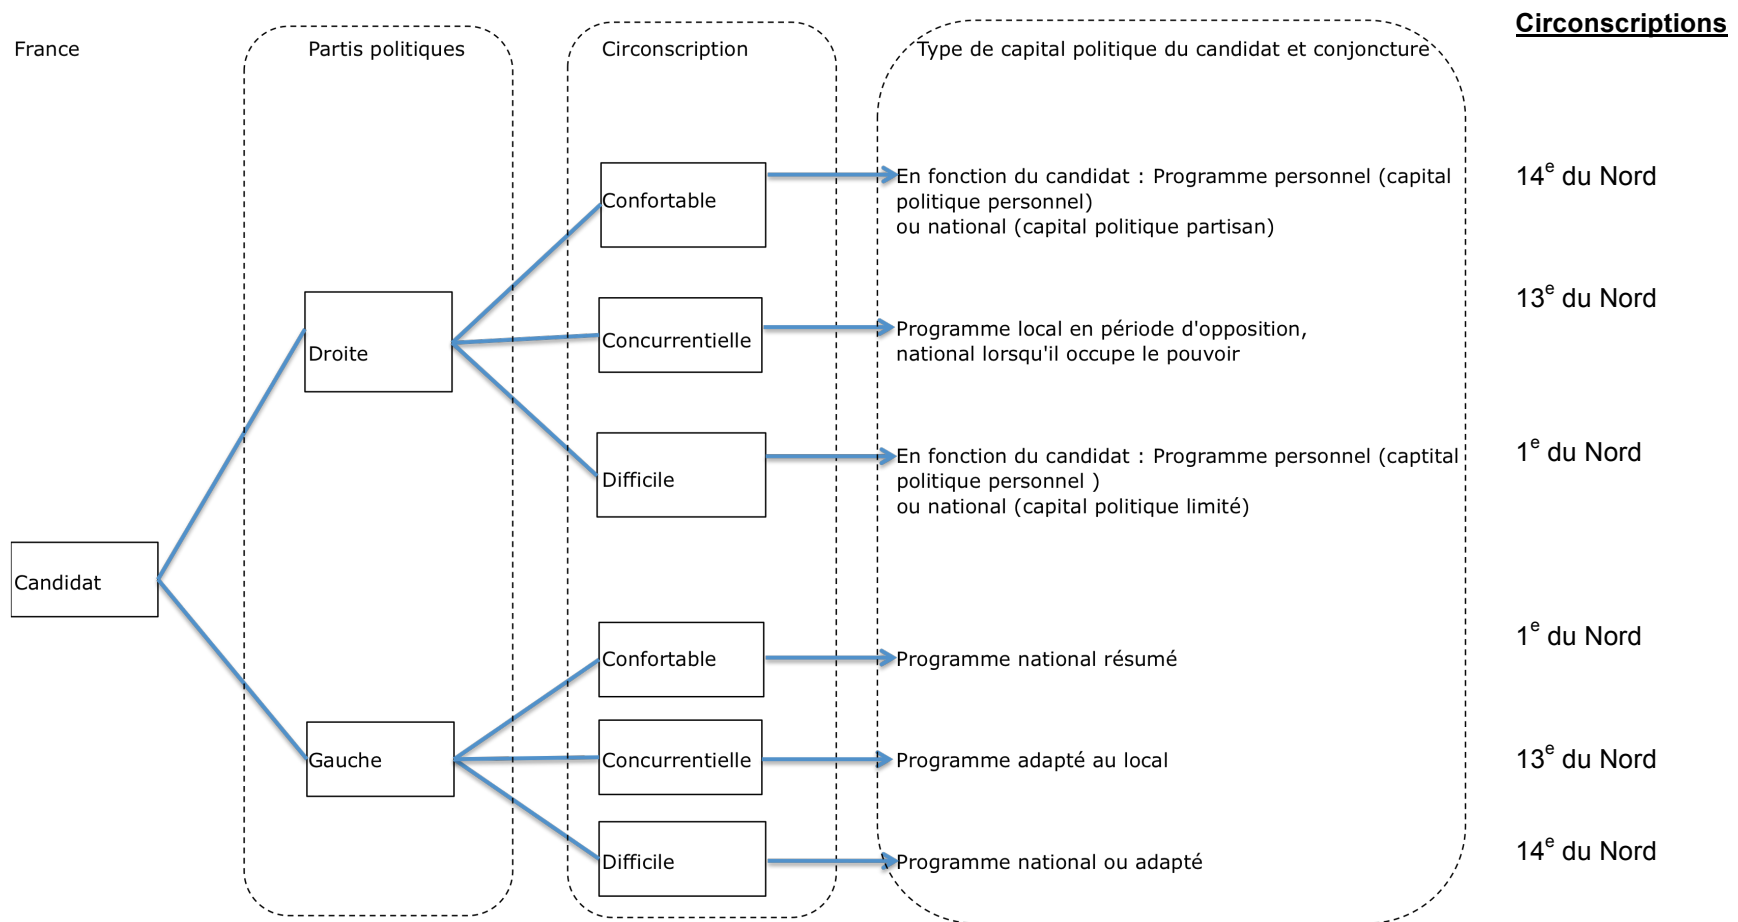 Circonscriptions
France
Partis politiques
Circonscription
Type de capital politique du candidat et conjoncture
Confortable
En fonction du candidat : Programme personnel (capital
politique personnel)
ou national (capital politique partisan)
14e du Nord
Droite
Concurrentielle
Programme local en période d'opposition,
national lorsqu'il occupe le pouvoir
13e du Nord
Difficile
En fonction du candidat : Programme personnel (captital
politique personnel )
ou national (capital politique limité)
1e du Nord
Candidat
Confortable
Programme national résumé
1e du Nord
Gauche
Concurrentielle
Programme adapté au local
13e du Nord
Difficile
Programme national ou adapté
14e du Nord